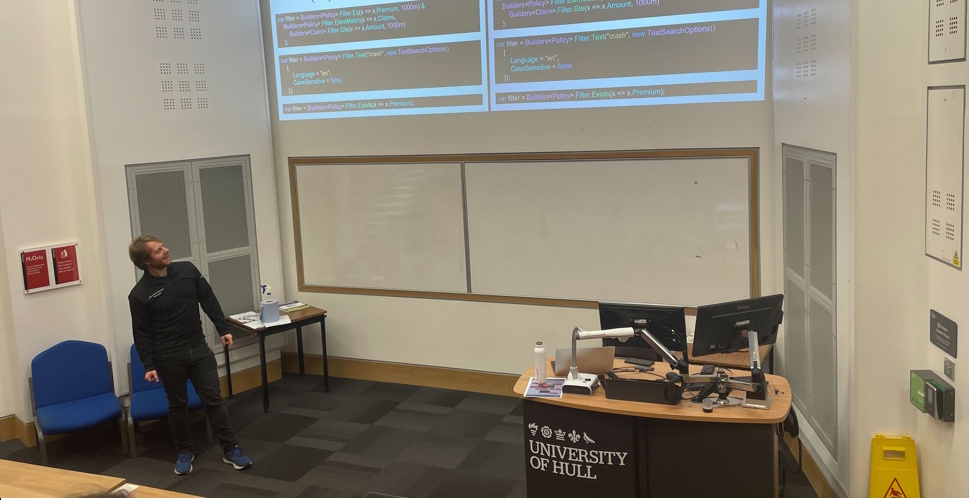 var filter = Builders<Policy>.Filter.Eq(x => x.Premium, 1000m) &
Builders<Policy>.Filter.ElemMatch(x => x.Claims,
Builders<Claim>.Filter.Gte(x => x.Amount, 1000m)
);
var filter = Builders<Policy>.Filter.Text("crash", new TextSearchOptions()
{
Language = "en",
CaseSensitive = false,
});
var filter = Builders<Policy>.Filter.Exists(x => x.Premium);
Builders<Claim>.Filter.Gte(x => x.Amount, 1000m)
);
var filter = Builders<Policy>.Filter.Text("crash", new TextSearchOptions()
{
Language = "en",
CaseSensitive = false,
});
var filter = Builders<Policy>.Filter.Exists(x => x.Premium);
H₂Only
UNIVERSITY
OF HULL